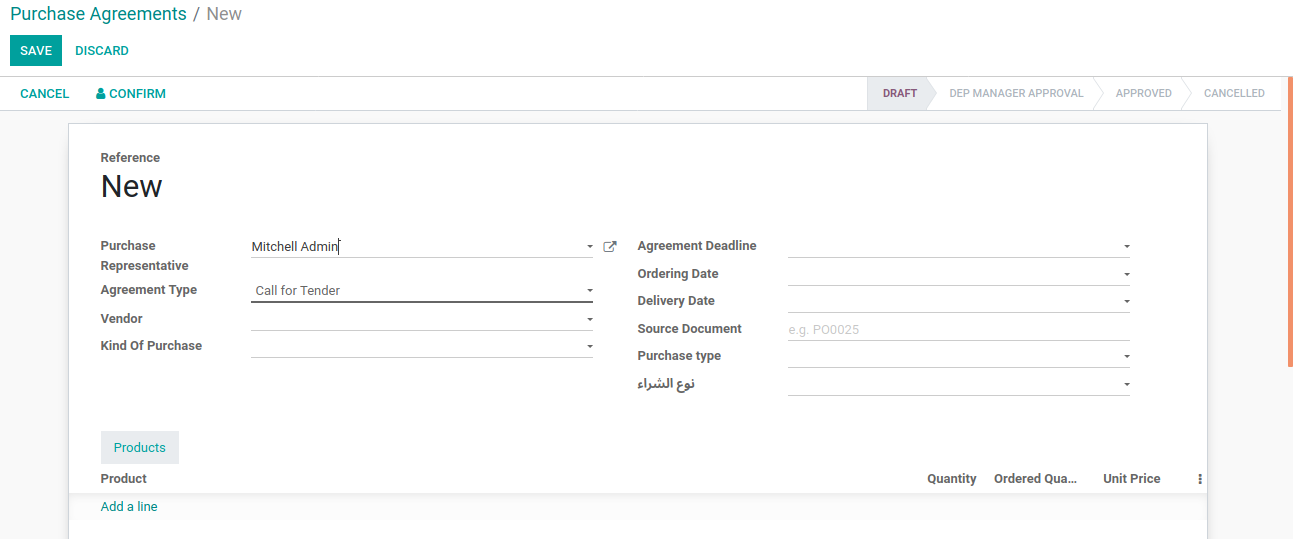 Purchase Agreements / New
SAVE DISCARD
CANCEL CONFIRM DRAFT DEP MANAGER APPROVAL APPROVED CANCELLED
Reference
New
Purchase Representative Mitchell Admin
Agreement Type Call for Tender
Vendor
Kind Of Purchase
Agreement Deadline
Ordering Date
Delivery Date
Source Document e.g. PO0025
Purchase type
نوع الشراء
Products
Product Quantity Ordered Qua... Unit Price
Add a line